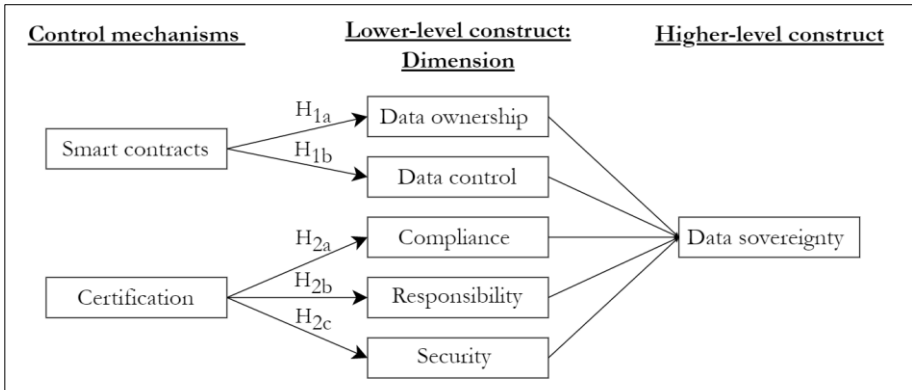 Control mechanisms
Lower-level construct:
Dimension
Higher-level construct
Smart contracts
H1a
H1b
Data ownership
Data control
Certification
H2a
H2b
H2c
Compliance
Responsibility
Security
Data sovereignty